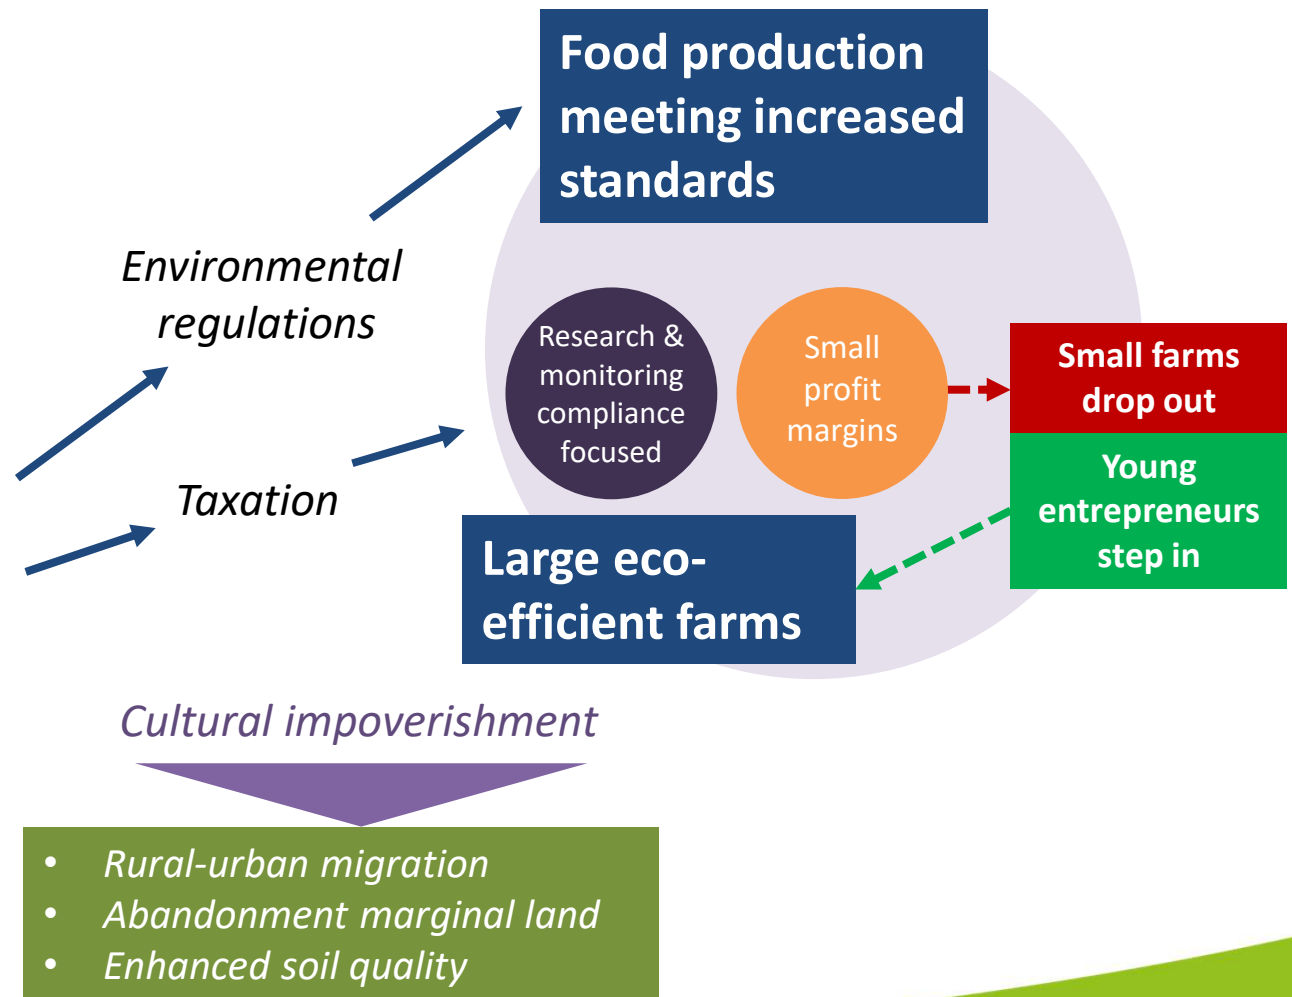 Food production
meeting increased
standards
Environmental
regulations
Research &
monitoring
compliance
focused
Small
profit
margins
Small farms
drop out
Taxation
Young
entrepreneurs
step in
Large eco-
efficient farms
Cultural impoverishment
• Rural-urban migration
• Abandonment marginal land
• Enhanced soil quality